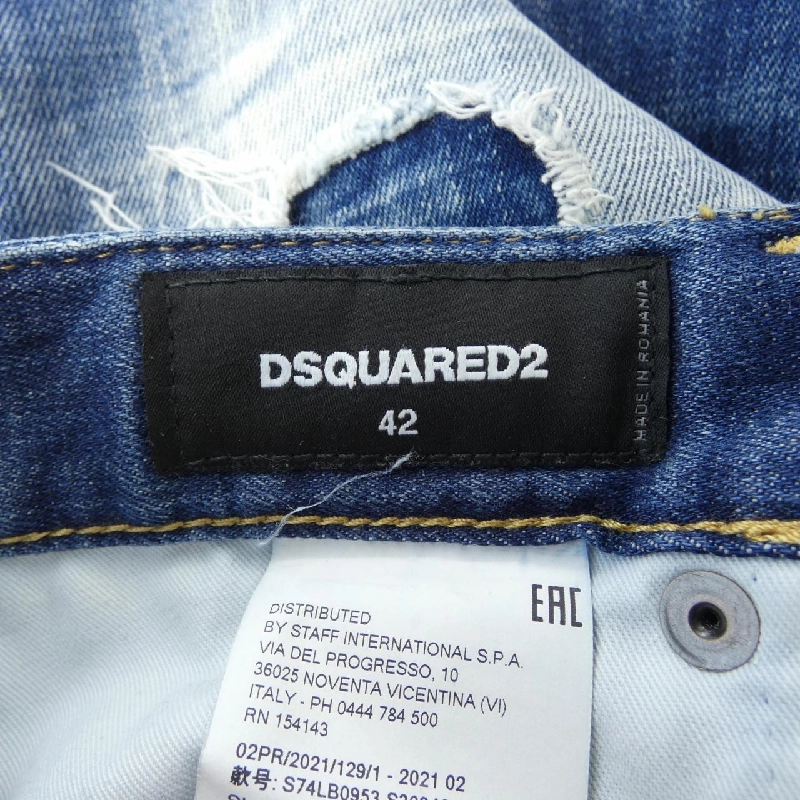 DSQUARED2
42
MADE IN ROMANIA
EAC
DISTRIBUTED
BY STAFF INTERNATIONAL S.P.A.
VIA DEL PROGRESSO, 10
36025 NOVENTA VICENTINA (VI)
ITALY - PH 0444 784 500
RN 154143
02PR/2021/129/1 - 2021 02
款号: S74LB0953